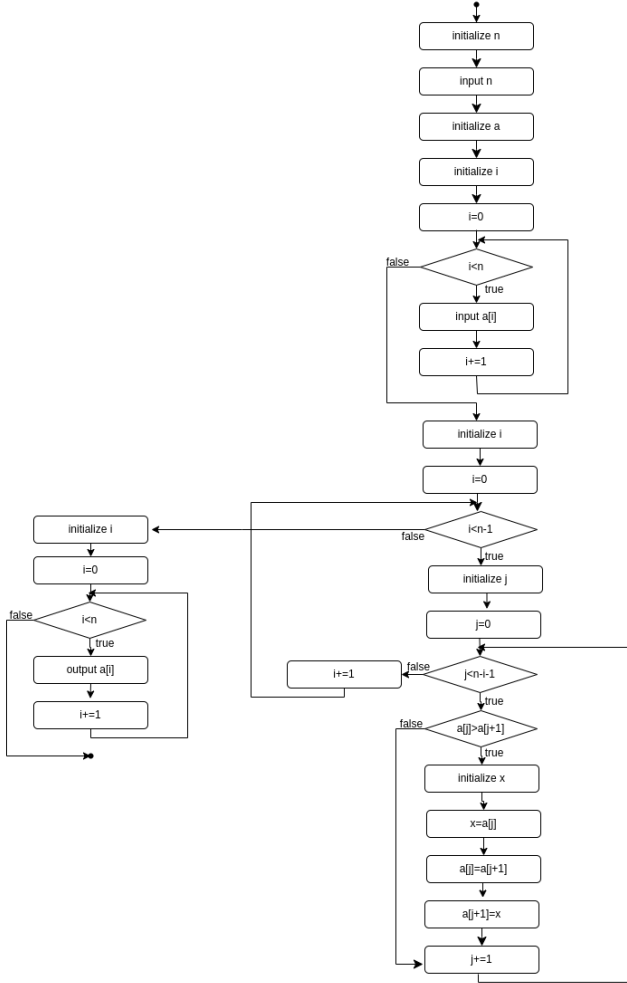 initialize n
input n
initialize a
initialize i
i=0
i<n
false
true
input a[i]
i+=1
initialize i
i=0
i<n-1
false
true
initialize j
j=0
j<n-i-1
false
true
i+=1
a[j]>a[j+1]
false
true
initialize x
x=a[j]
a[j]=a[j+1]
a[j+1]=x
j+=1
initialize i
i=0
i<n
false
true
output a[i]
i+=1